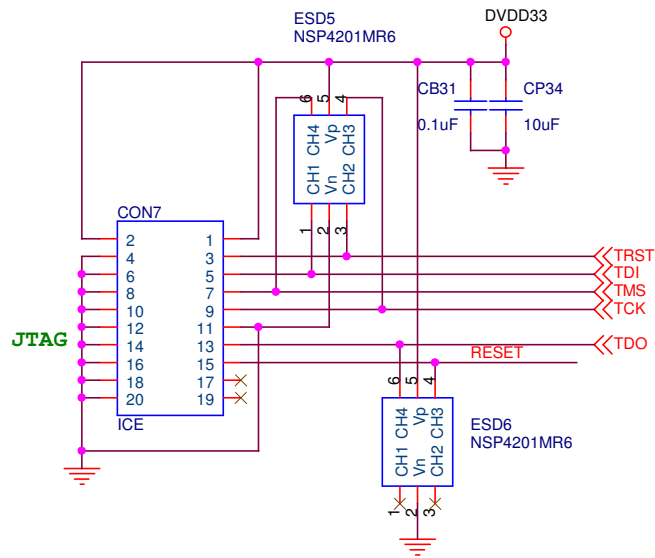 ESD5
NSP4201MR6
DVDD33
CB31
CP34
0.1uF
10uF
6 5 4
CH4 Vp CH3
CH1 Vn CH2
1 2 3
CON7
2 1
4 3 TRST
6 5 TDI
8 7 TMS
10 9 TCK
12 11
14 13 TDO
JTAG
RESET
16 15
18 17
20 19
ICE
6 5 4
CH4 Vp CH3
CH1 Vn CH2
1 2 3
ESD6
NSP4201MR6